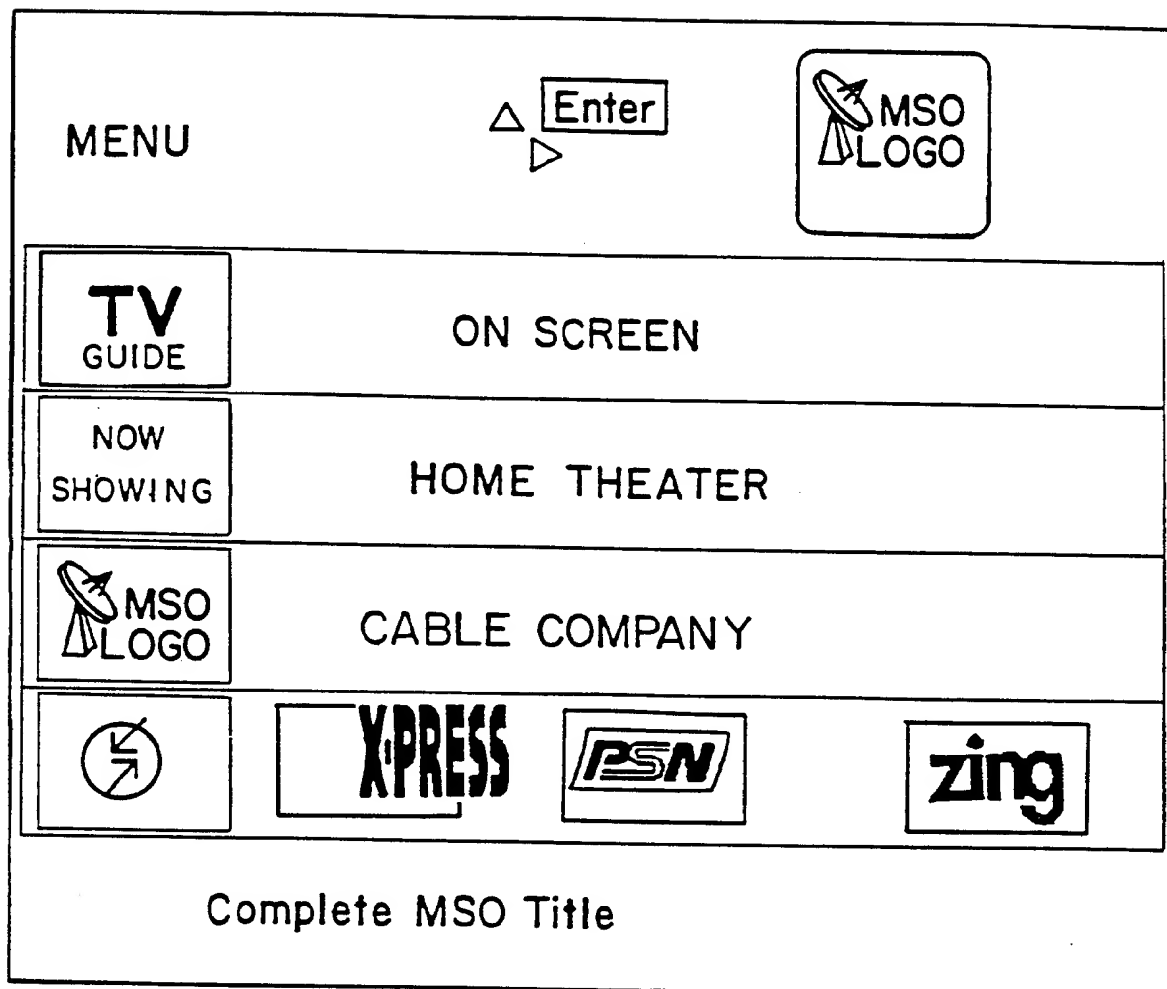 MENU
Enter
MSO
LOGO
TV
GUIDE
ON SCREEN
NOW
SHOWING
HOME THEATER
MSO
LOGO
CABLE COMPANY
X·PRESS
PSN
zing
Complete MSO Title